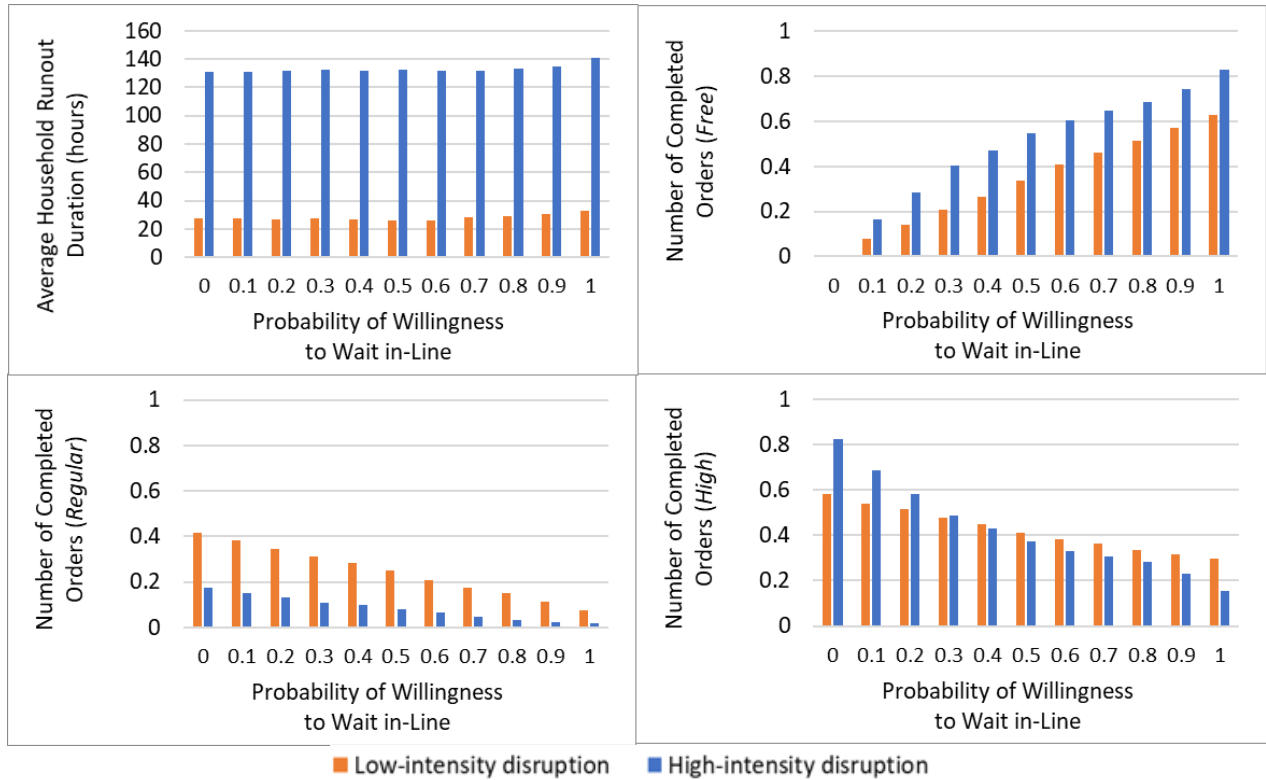 Average Household Runout
Duration (hours)
160
140
120
100
80
60
40
20
0
0 0.1 0.2 0.3 0.4 0.5 0.6 0.7 0.8 0.9 1
Probability of Willingness
to Wait in-Line
Number of Completed
Orders (Free)
1
0.8
0.6
0.4
0.2
0
0.1 0.2 0.3 0.4 0.5 0.6 0.7 0.8 0.9 1
0
Probability of Willingness
to Wait in-Line
Number of Completed
Orders (Regular)
1
0.8
0.6
0.4
0.2
0
0 0.1 0.2 0.3 0.4 0.5 0.6 0.7 0.8 0.9 1
Probability of Willingness
to Wait in-Line
Number of Completed
Orders (High)
1
0.8
0.6
0.4
0.2
0
0 0.1 0.2 0.3 0.4 0.5 0.6 0.7 0.8 0.9 1
Probability of Willingness
to Wait in-Line
Low-intensity disruption High-intensity disruption